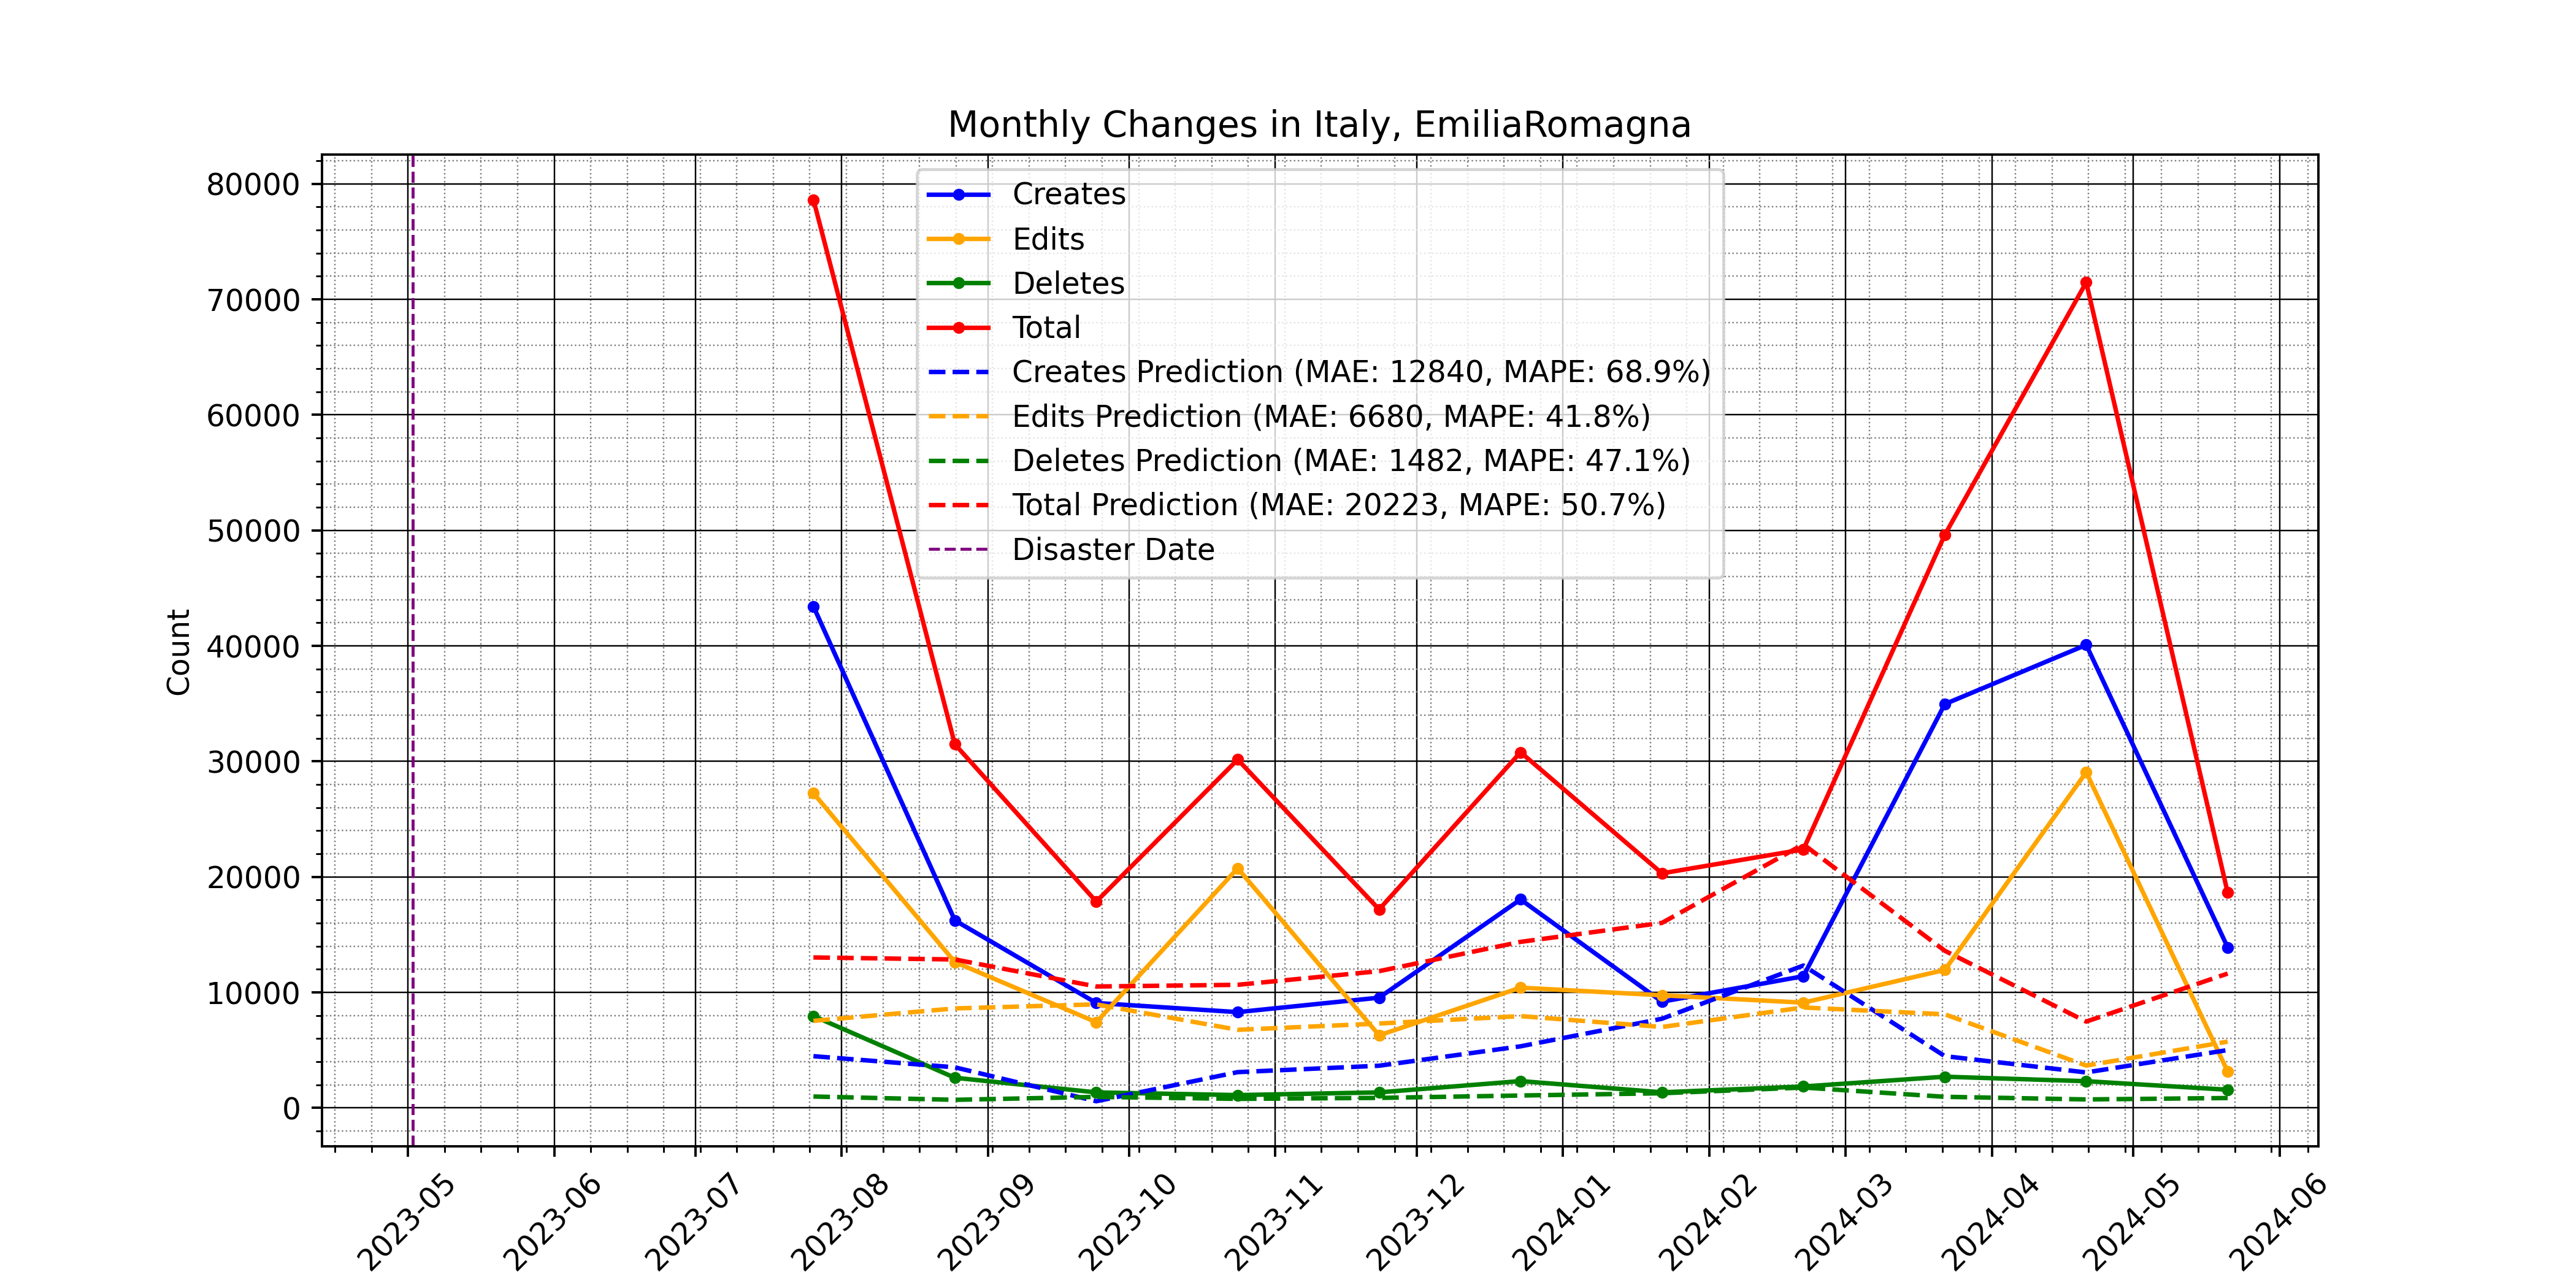 Monthly Changes in Italy, EmiliaRomagna
80000
70000
60000
50000
40000
30000
20000
10000
0
Count
Creates
Edits
Deletes
Total
Creates Prediction (MAE: 12840, MAPE: 68.9%)
Edits Prediction (MAE: 6680, MAPE: 41.8%)
Deletes Prediction (MAE: 1482, MAPE: 47.1%)
Total Prediction (MAE: 20223, MAPE: 50.7%)
Disaster Date
2023-05
2023-06
2023-07
2023-08
2023-09
2023-10
2023-11
2023-12
2024-01
2024-02
2024-03
2024-04
2024-05
2024-06